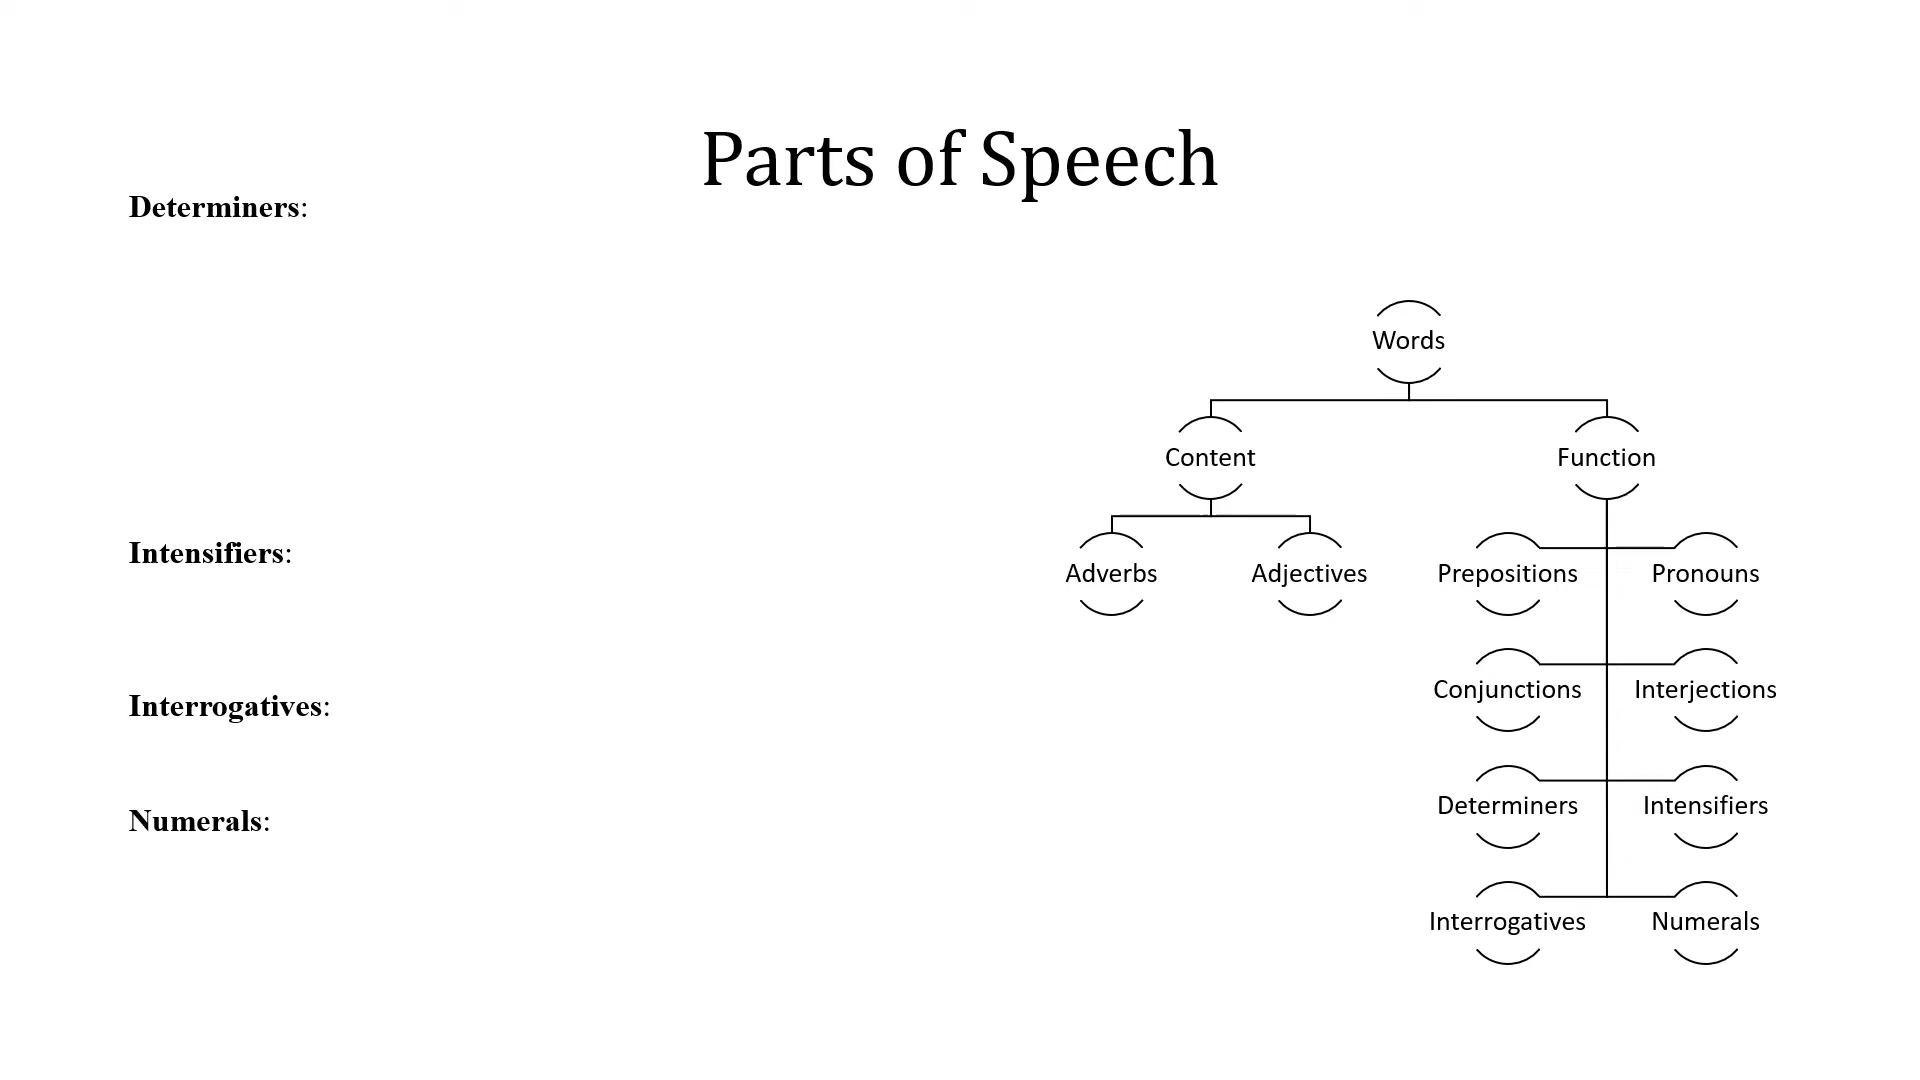 Parts of Speech
Determiners:
Intensifiers:
Interrogatives:
Numerals:
Words
Content
Function
Adverbs
Adjectives
Prepositions
Pronouns
Conjunctions
Interjections
Determiners
Intensifiers
Interrogatives
Numerals